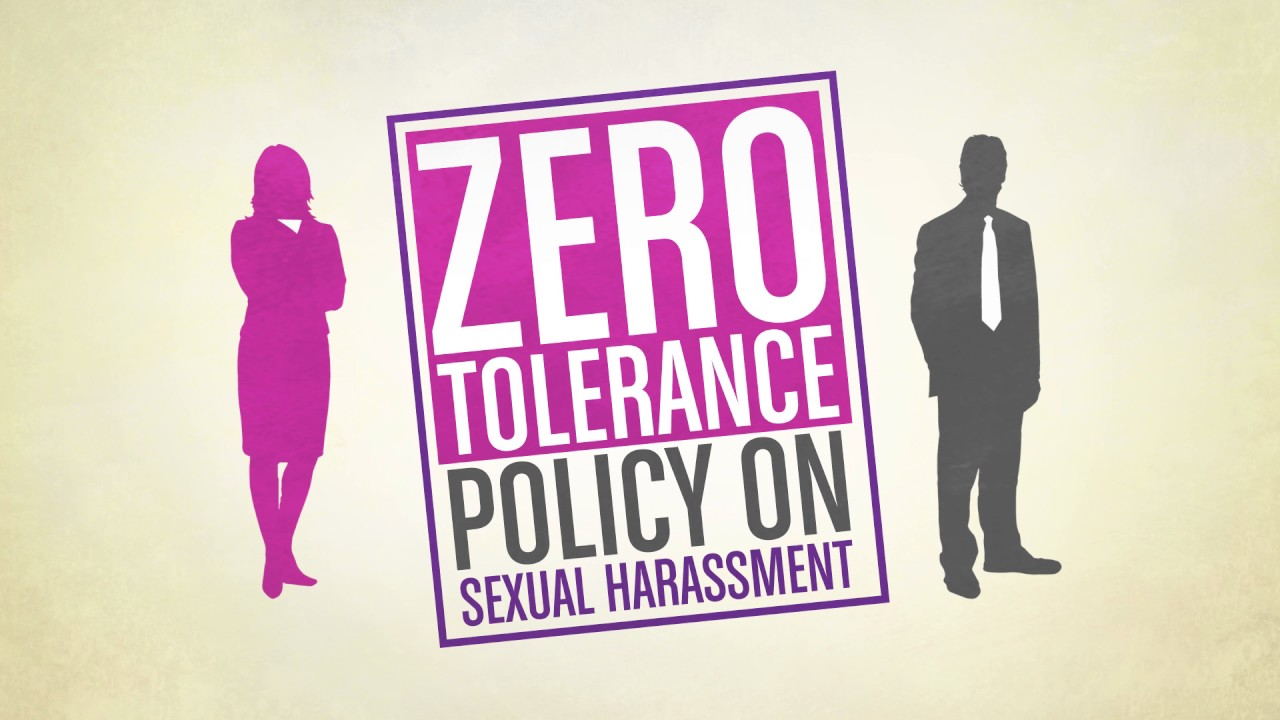 ZERO
TOLERANCE
POLICY ON
SEXUAL HARASSMENT